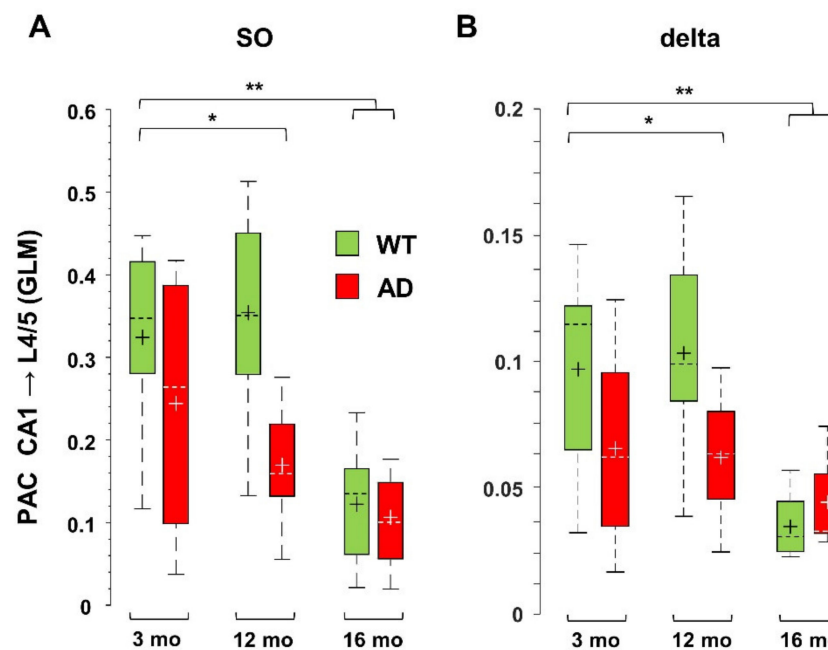 A
SO
**
*
0.6
0.5
0.4
0.3
0.2
0.1
0
PAC CA1 → L4/5 (GLM)
WT
AD
3 mo
12 mo
16 mo
B
delta
**
*
0.2
0.15
0.1
0.05
0
3 mo
12 mo
16 m